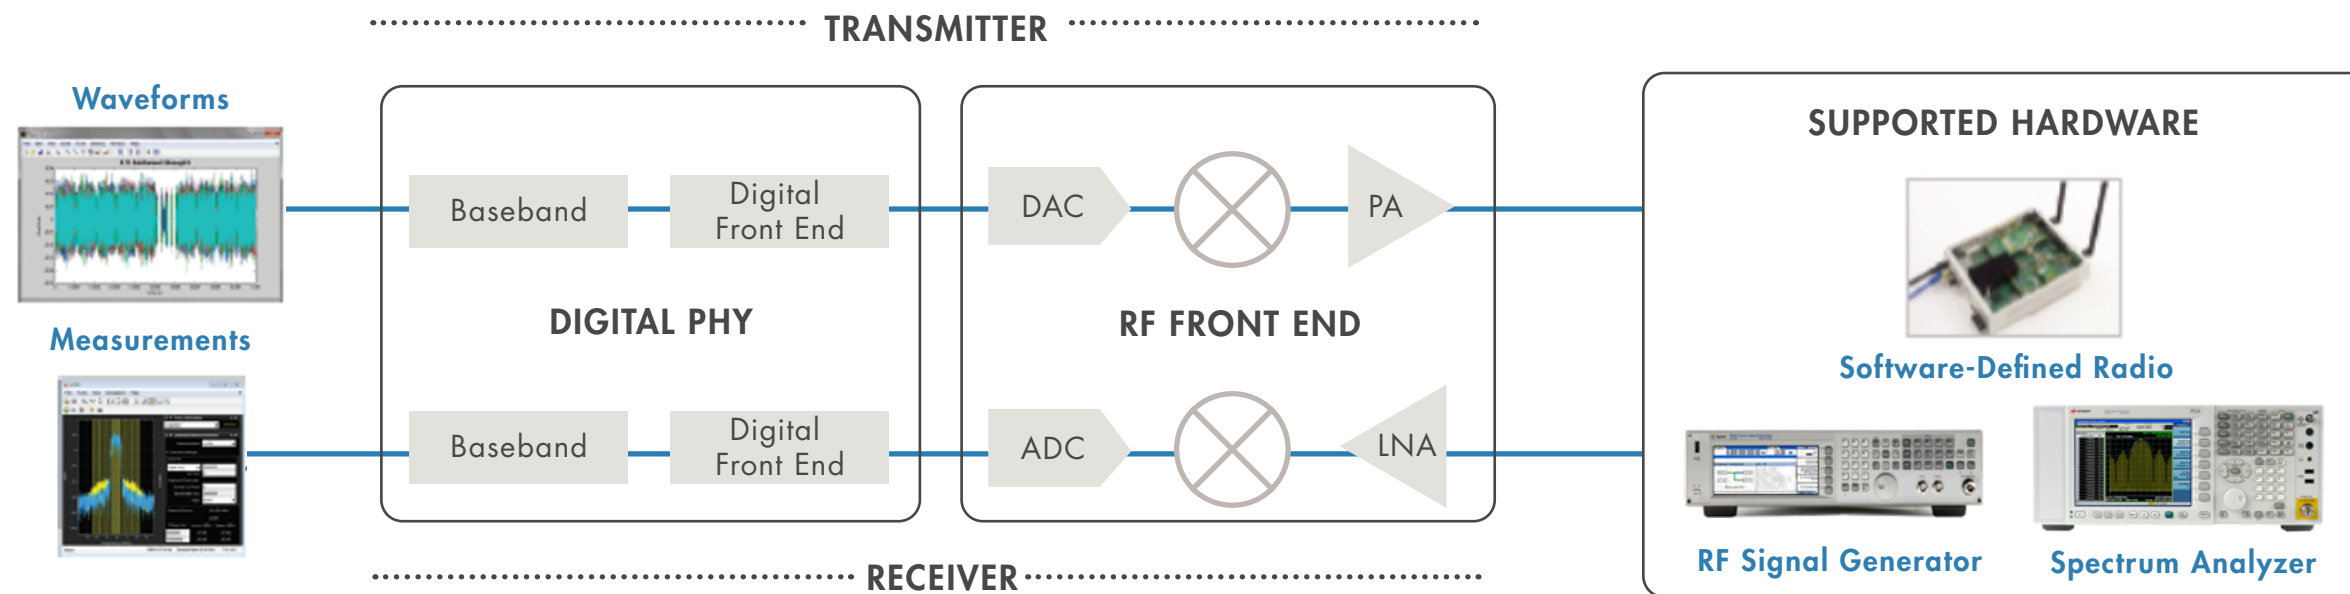 TRANSMITTER
Waveforms
Measurements
Baseband
Digital
Front End
DIGITAL PHY
Baseband
Digital
Front End
DAC
PA
RF FRONT END
ADC
LNA
RECEIVER
SUPPORTED HARDWARE
Software-Defined Radio
RF Signal Generator
Spectrum Analyzer